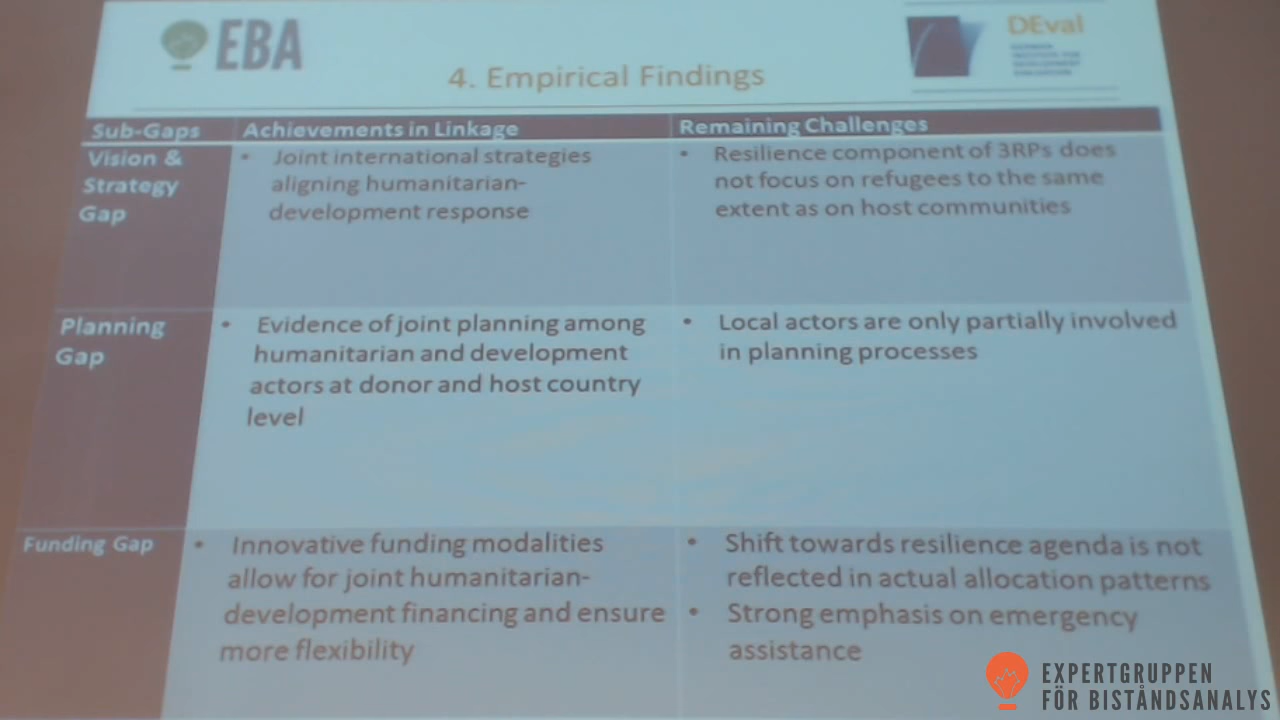 EBA
DEval
4. Empirical Findings
Sub-Gaps
Achievements in Linkage
Remaining Challenges
Vision &
Strategy
Gap
• Joint international strategies
aligning humanitarian-
development response
• Resilience component of 3RPs does
not focus on refugees to the same
extent as on host communities
Planning
Gap
• Evidence of joint planning among
humanitarian and development
actors at donor and host country
level
• Local actors are only partially involved
in planning processes
Funding Gap
• Innovative funding modalities
allow for joint humanitarian-
development financing and ensure
more flexibility
• Shift towards resilience agenda is not
reflected in actual allocation patterns
• Strong emphasis on emergency
assistance
EXPERTGRUPPEN
FÖR BISTÅNDSANALYS